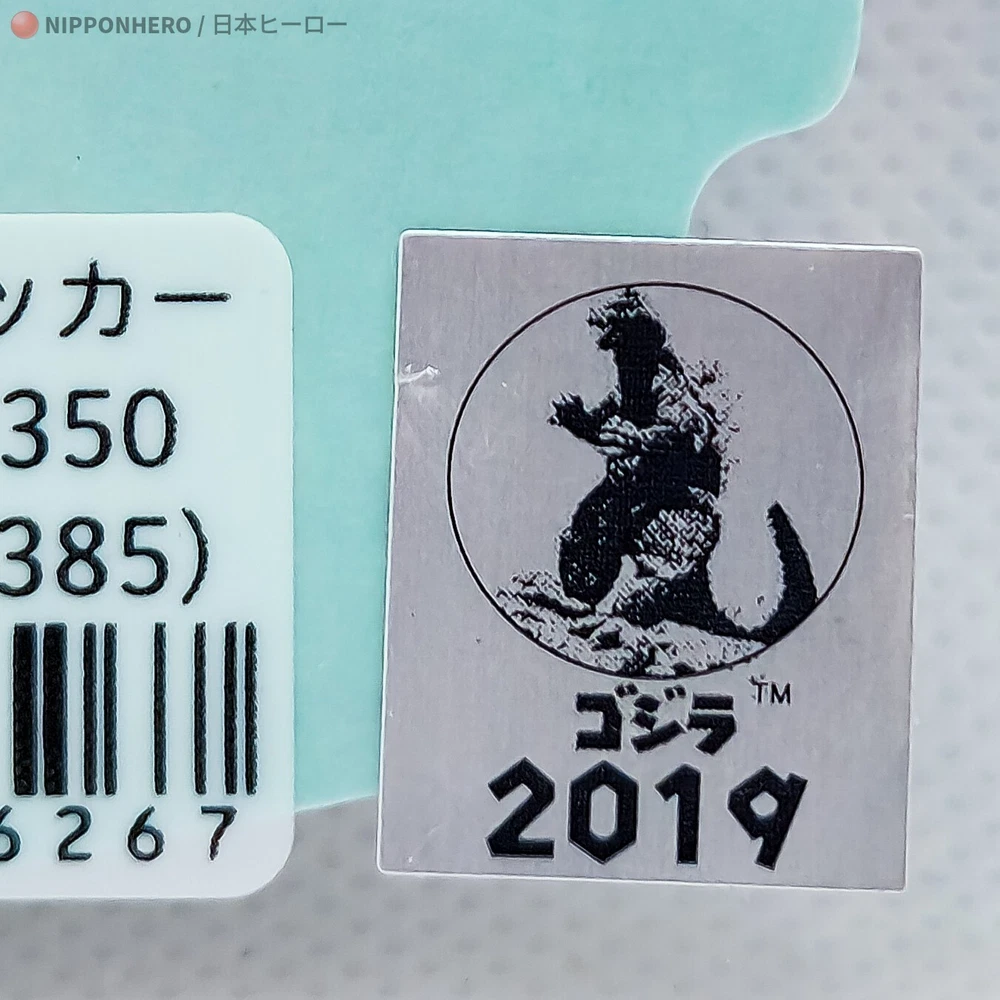 NIPPONHERO / 日本ヒーロー
ッカー
350
385)
6267
ゴジラ™
2019